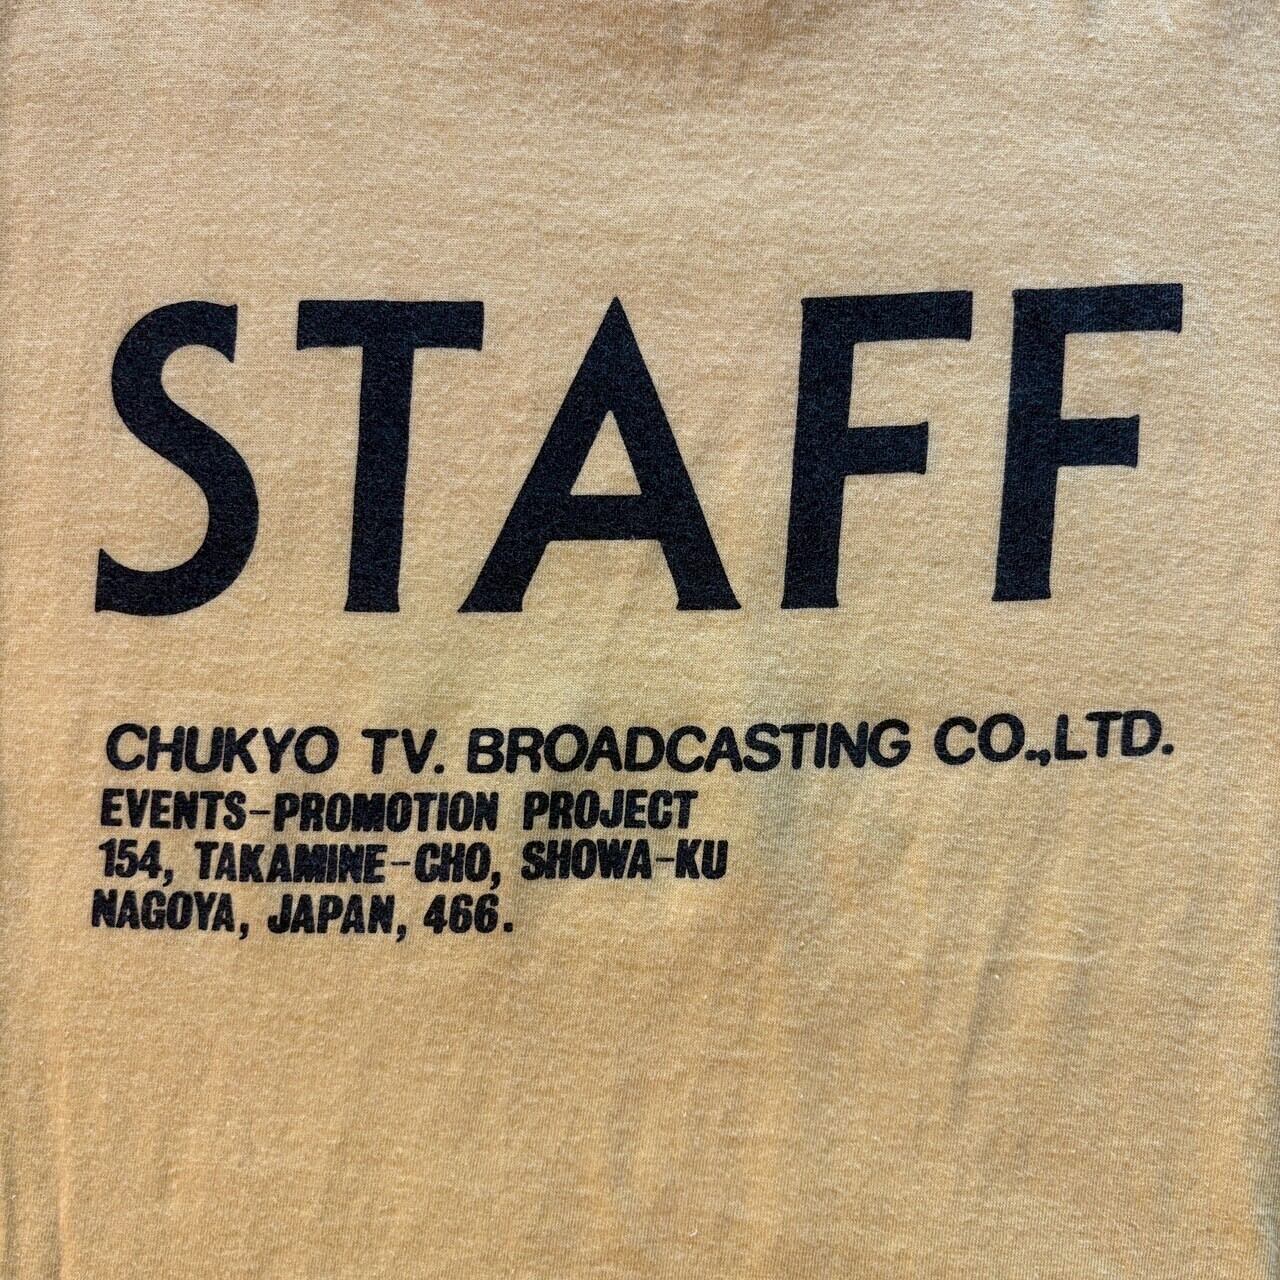 STAFF
CHUKYO TV. BROADCASTING CO.,LTD.
EVENTS-PROMOTION PROJECT
154, TAKAMINE-CHO, SHOWA-KU
NAGOYA, JAPAN, 466.